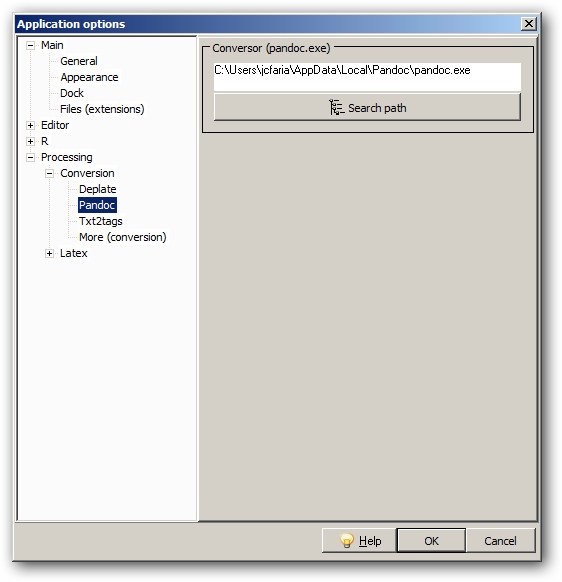 Application options
Main
General
Appearance
Dock
Files (extensions)
Editor
R
Processing
Conversion
Deplate
Pandoc
Txt2tags
More (conversion)
Latex
Conversor (pandoc.exe)
C:\Users\jcfaria\AppData\Local\Pandoc\pandoc.exe
Search path
Help
OK
Cancel